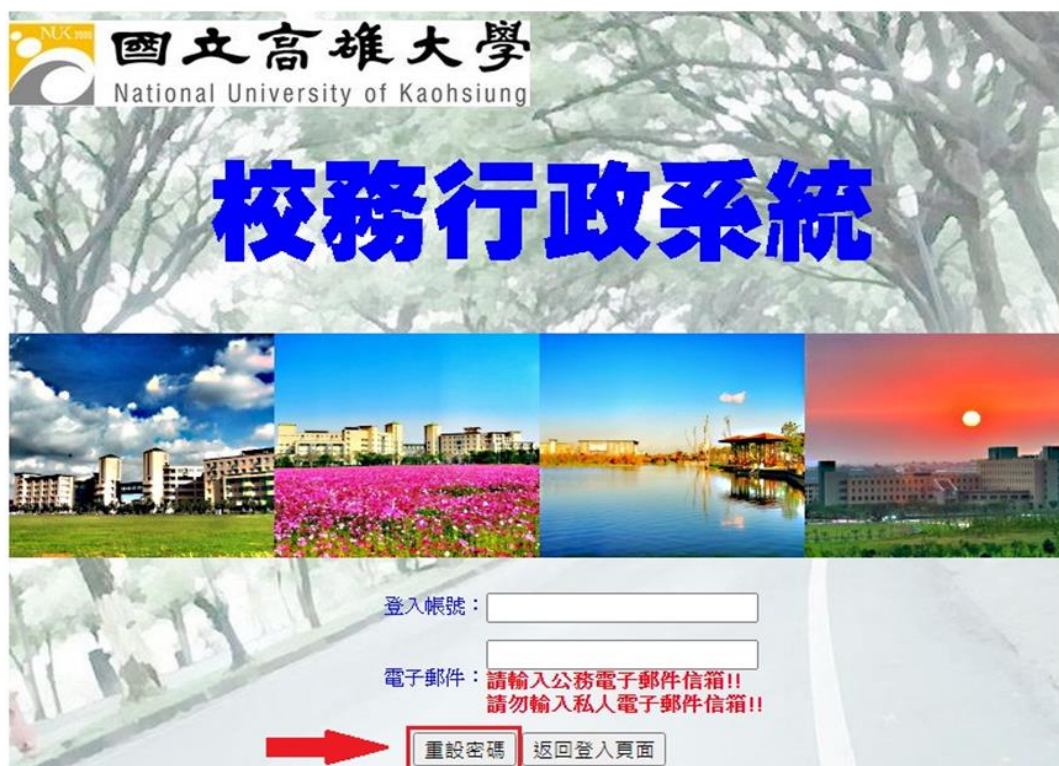 NUK 2000
國立高雄大學
National University of Kaohsiung
校務行政系統
登入帳號：
電子郵件：
請輸入公務電子郵件信箱!!
請勿輸入私人電子郵件信箱!!
重設密碼 返回登入頁面